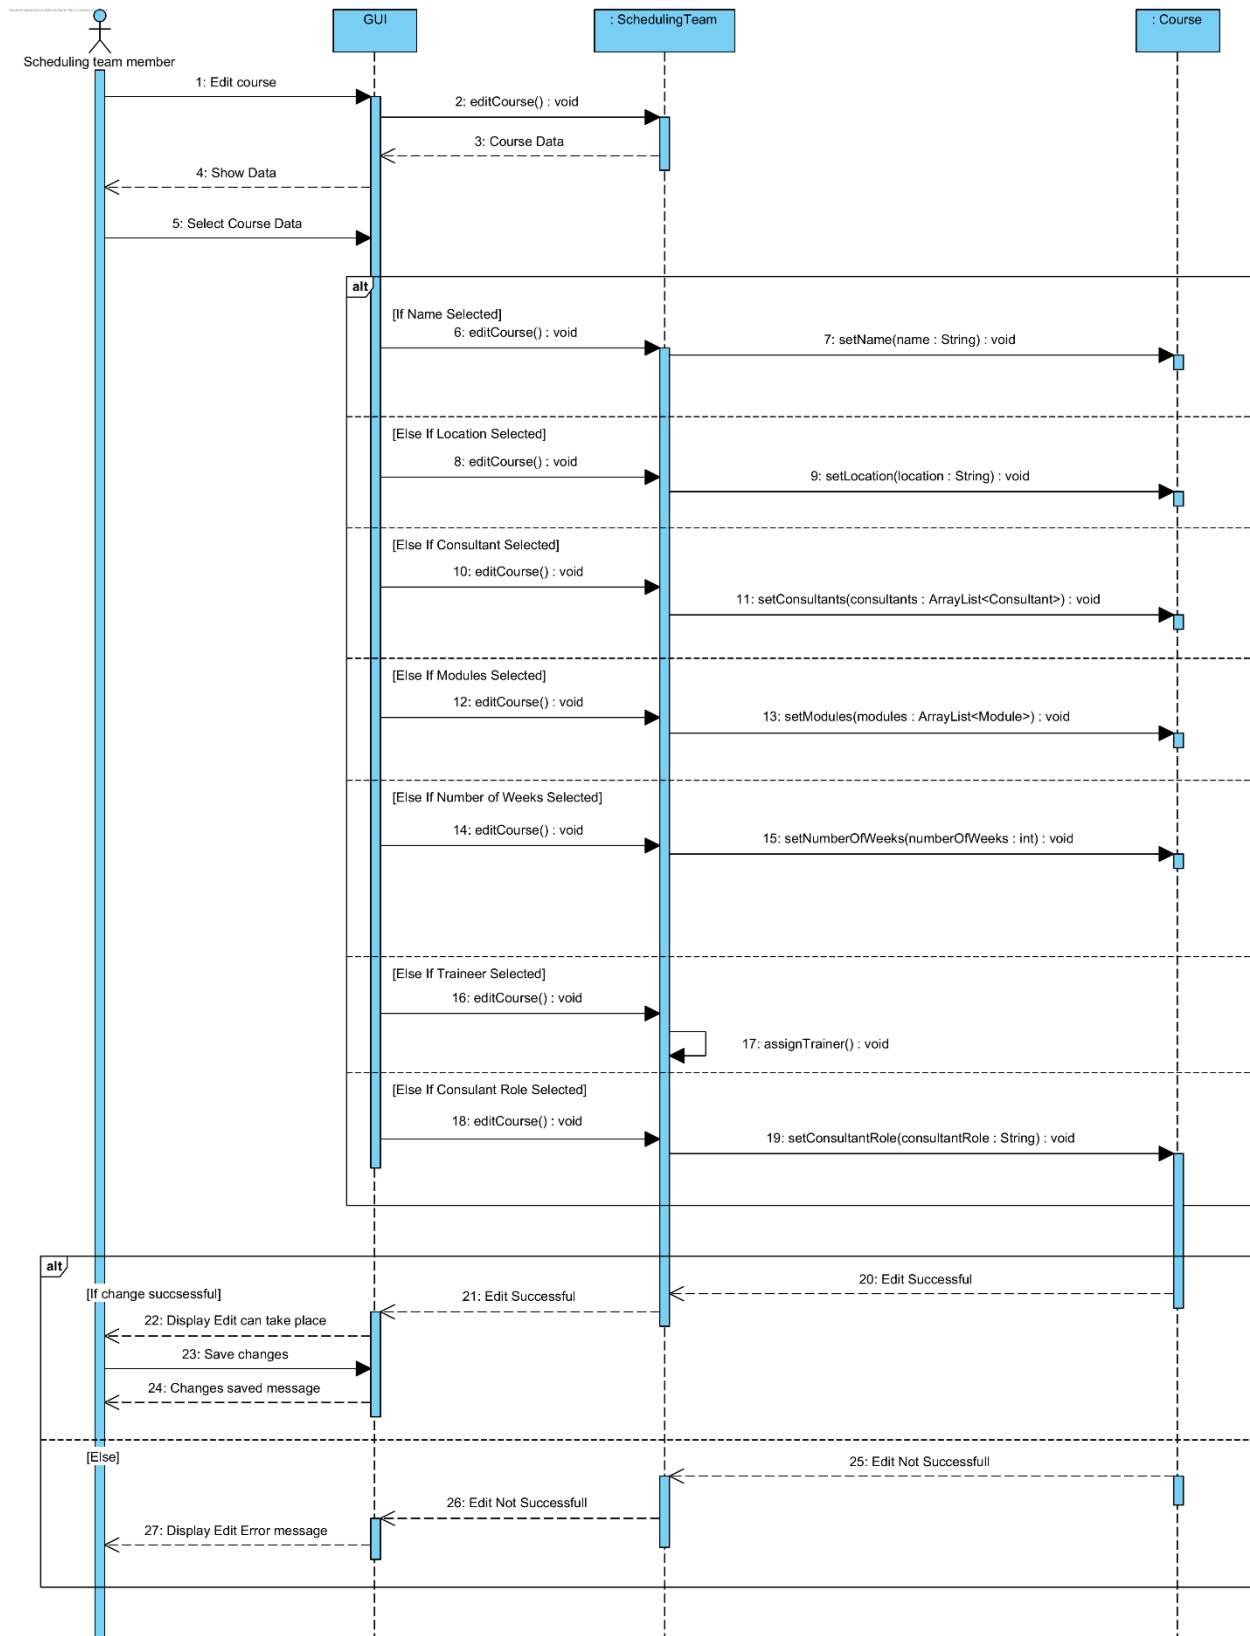 GUI
: SchedulingTeam
: Course
Scheduling team member
1: Edit course
2: editCourse() : void
3: Course Data
4: Show Data
5: Select Course Data
alt
[If Name Selected]
6: editCourse() : void
7: setName(name : String) : void
[Else If Location Selected]
8: editCourse() : void
9: setLocation(location : String) : void
[Else If Consultant Selected]
10: editCourse() : void
11: setConsultants(consultants : ArrayList<Consultant>) : void
[Else If Modules Selected]
12: editCourse() : void
13: setModules(modules : ArrayList<Module>) : void
[Else If Number of Weeks Selected]
14: editCourse() : void
15: setNumberOfWeeks(numberOfWeeks : int) : void
[Else If Traineer Selected]
16: editCourse() : void
17: assignTrainer() : void
[Else If Consulant Role Selected]
18: editCourse() : void
19: setConsultantRole(consultantRole : String) : void
alt
20: Edit Successful
[If change succsessful]
21: Edit Successful
22: Display Edit can take place
23: Save changes
24: Changes saved message
[Else]
25: Edit Not Successfull
26: Edit Not Successfull
27: Display Edit Error message